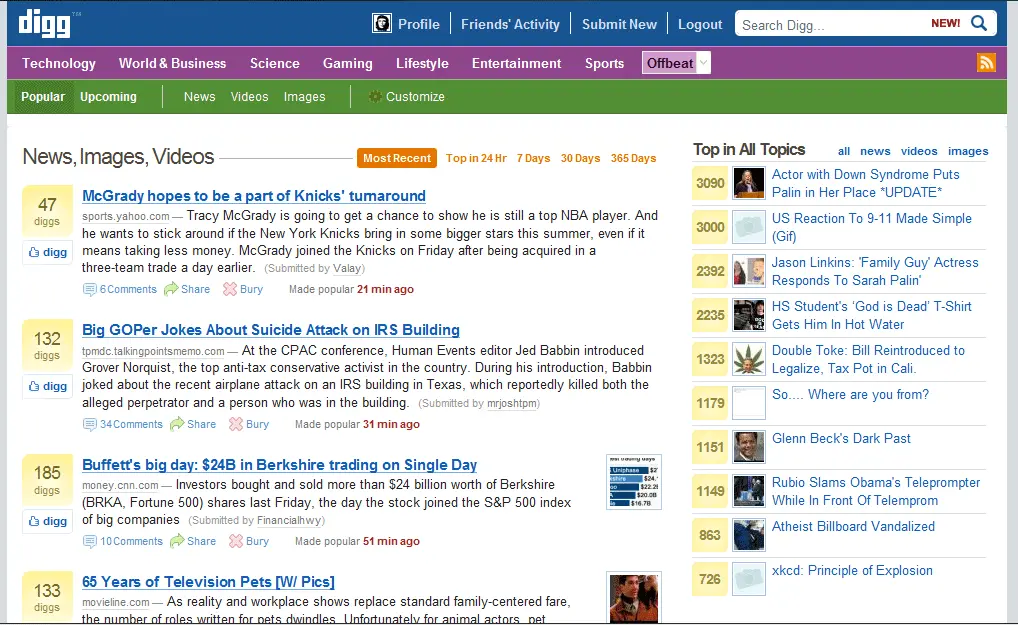 digg™
Profile
Friends' Activity
Submit New
Logout
Search Digg...
NEW!
Technology
World & Business
Science
Gaming
Lifestyle
Entertainment
Sports
Offbeat
Popular
Upcoming
News
Videos
Images
Customize
News, Images, Videos
Most Recent
Top in 24 Hr
7 Days
30 Days
365 Days
47
diggs
digg
McGrady hopes to be a part of Knicks' turnaround
sports.yahoo.com — Tracy McGrady is going to get a chance to show he is still a top NBA player. And
he wants to stick around if the New York Knicks bring in some bigger stars this summer, even if it
means taking less money. McGrady joined the Knicks on Friday after being acquired in a
three-team trade a day earlier. (Submitted by Valay)
6 Comments Share Bury Made popular 21 min ago
132
diggs
digg
Big GOPer Jokes About Suicide Attack on IRS Building
tpmdc.talkingpointsmemo.com — At the CPAC conference, Human Events editor Jed Babbin introduced
Grover Norquist, the top anti-tax conservative activist in the country. During his introduction, Babbin
joked about the recent airplane attack on an IRS building in Texas, which reportedly killed both the
alleged perpetrator and a person who was in the building. (Submitted by mrjoshtpm)
34 Comments Share Bury Made popular 31 min ago
185
diggs
digg
Buffett's big day: $24B in Berkshire trading on Single Day
money.cnn.com — Investors bought and sold more than $24 billion worth of Berkshire
(BRKA, Fortune 500) shares last Friday, the day the stock joined the S&P 500 index
of big companies (Submitted by Financialhwy)
10 Comments Share Bury Made popular 51 min ago
Uniphase
$20.0B
$16.7B
133
diggs
65 Years of Television Pets [W/ Pics]
movieline.com — As reality and workplace shows replace standard family-centered fare,
the number of roles written for pets dwindles. Unfortunately for animal actors, pet
Top in All Topics
all
news
videos
images
3090
Actor with Down Syndrome Puts
Palin in Her Place *UPDATE*
3000
US Reaction To 9-11 Made Simple
(Gif)
2392
Jason Linkins: 'Family Guy' Actress
Responds To Sarah Palin'
2235
HS Student's ‘God is Dead’ T-Shirt
Gets Him In Hot Water
1323
Double Toke: Bill Reintroduced to
Legalize, Tax Pot in Cali.
1179
So.... Where are you from?
1151
Glenn Beck's Dark Past
1149
Rubio Slams Obama's Teleprompter
While In Front Of Telemprom
863
Atheist Billboard Vandalized
726
xkcd: Principle of Explosion